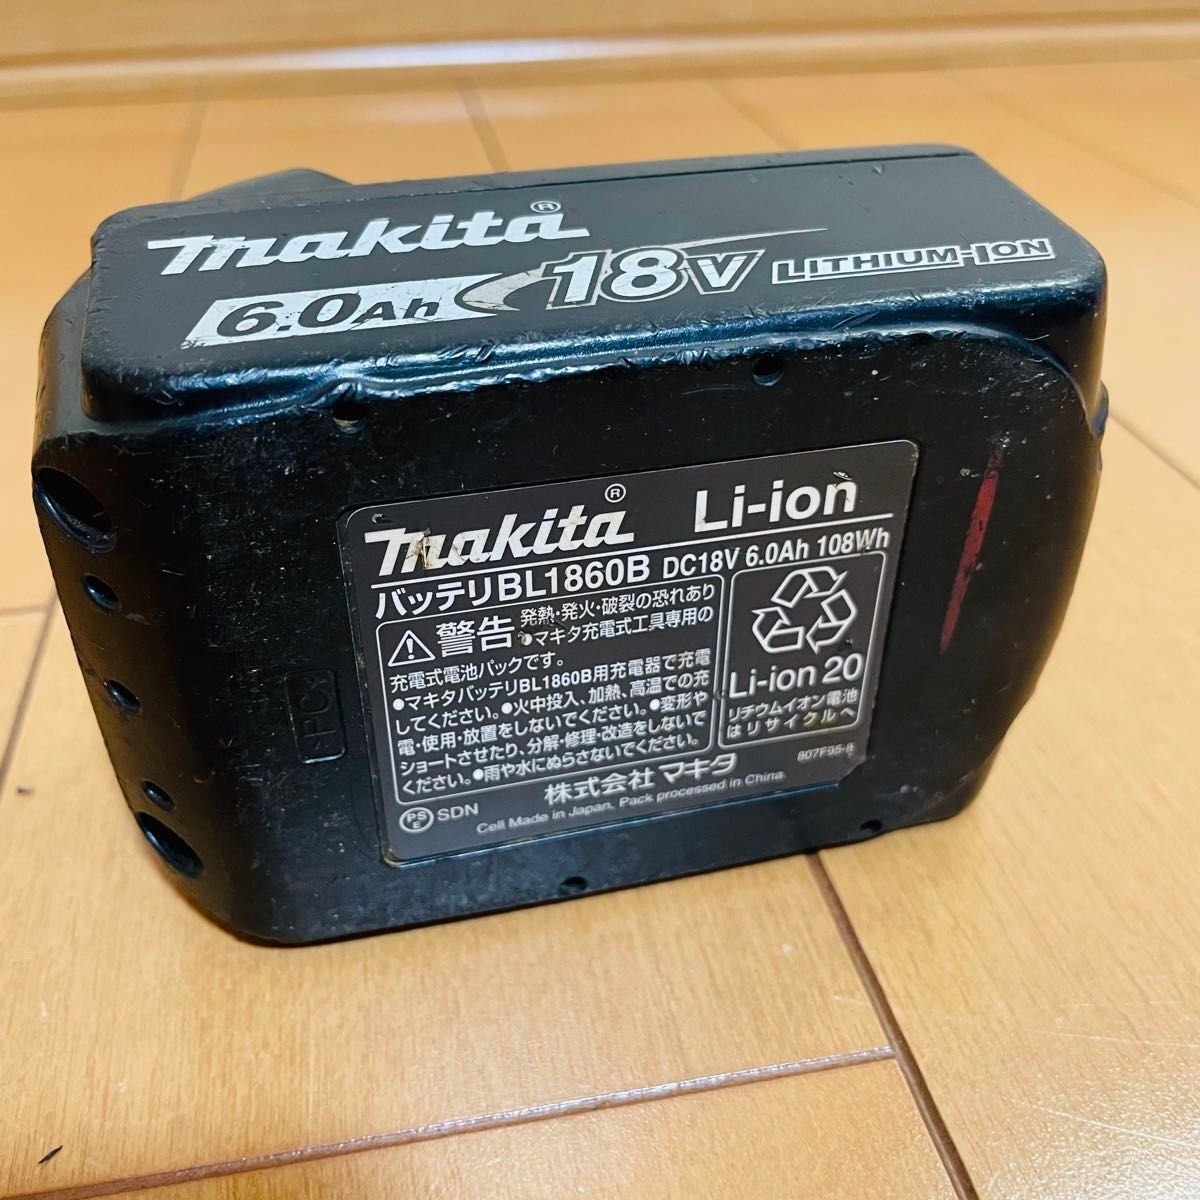 makita®
6.0Ah 18V LITHIUM-ION
makita® Li-ion
バッテリBL1860B DC18V 6.0Ah 108Wh
警告 発熱・発火・破裂の恐れあり
●マキタ充電式工具専用の
充電式電池パックです。
●マキタバッテリBL1860B用充電器で充電
してください。●火中投入、加熱、高温での充
電・使用・放置をしないでください。●変形や
ショートさせたり、分解・修理・改造をしないで
ください。●雨や水にぬらさないでください。
Li-ion 20
リチウムイオン電池
はリサイクルへ
807F95-8
株式会社 マキタ
PSE SDN
Cell Made in Japan, Pack processed in China
>PC<